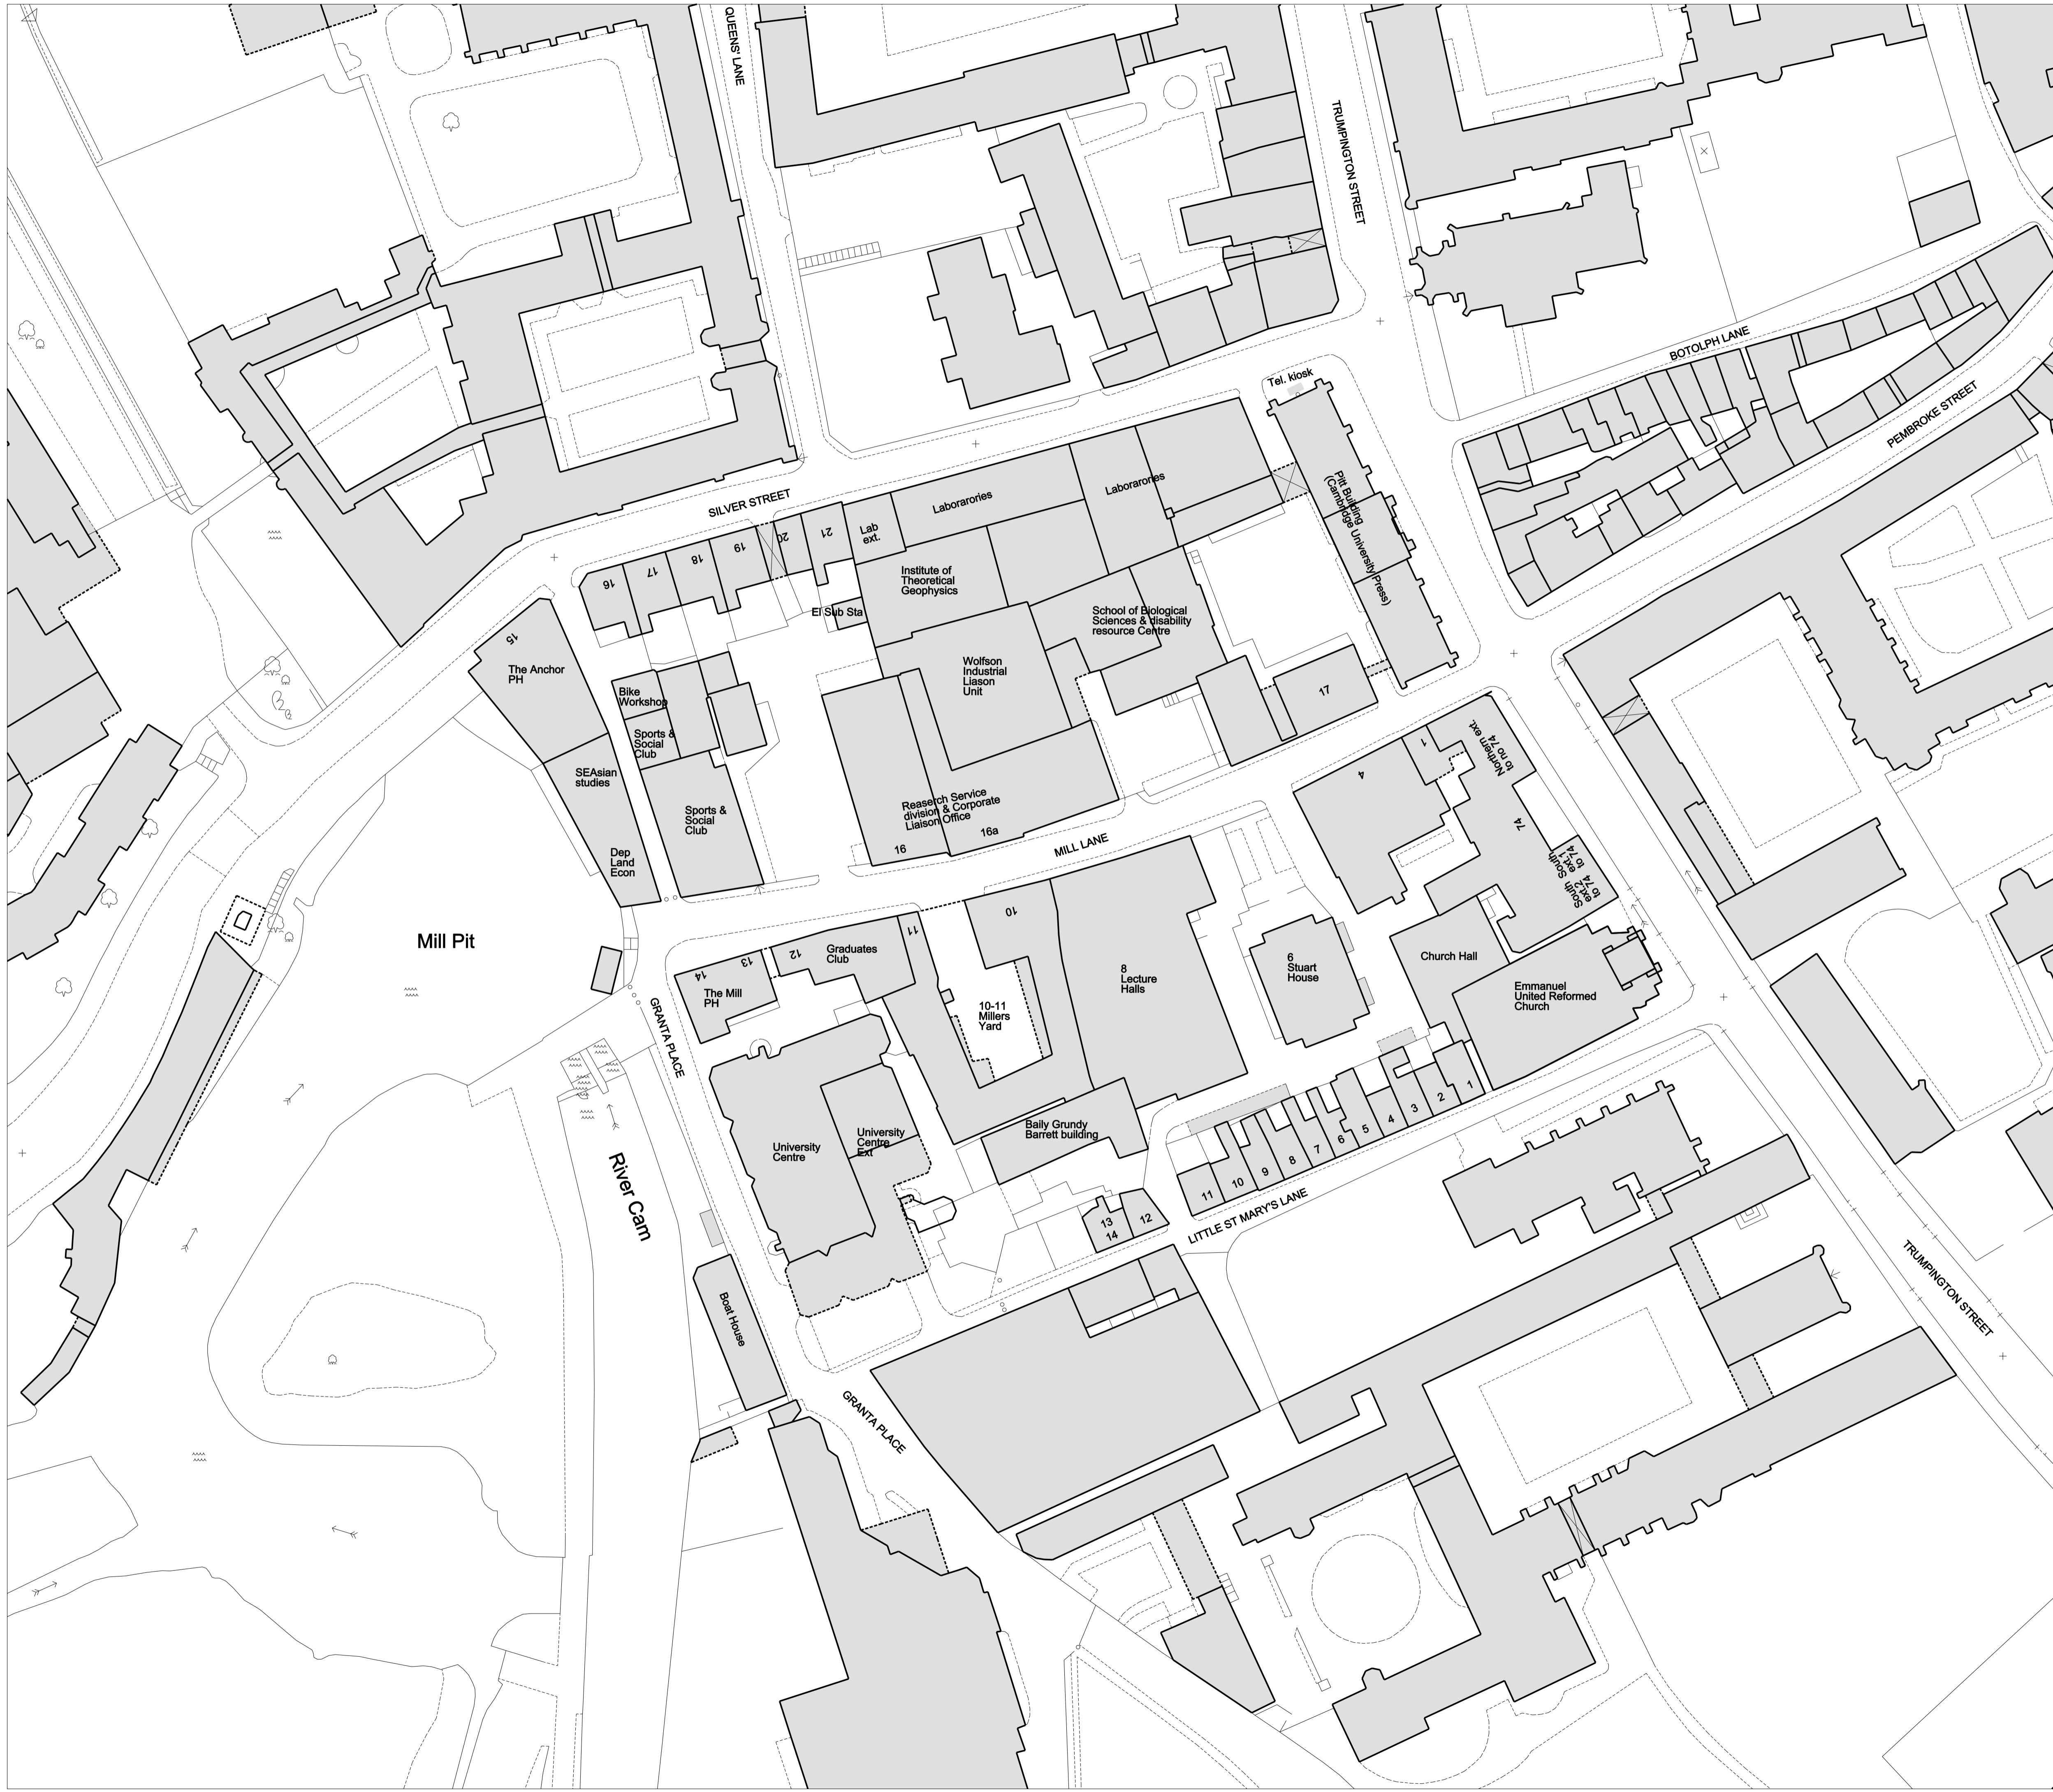 QUEENS' LANE
TRUMPINGTON STREET
BOTOLPH LANE
PEMBROKE STREET
Tel. kiosk
SILVER STREET
Laborarories
Laborarories
Pitt Building
(Cambridge University Press)
16
17
18
19
20
21
Lab
ext.
Institute of
Theoretical
Geophysics
El Sub Sta
School of Biological
Sciences & disability
resource Centre
15
The Anchor
PH
Bike
Workshop
Wolfson
Industrial
Liason
Unit
17
Sports &
Social
Club
SEAsian
studies
Sports &
Social
Club
Dep
Land
Econ
Reaserch Service
division & Corporate
Liaison Office
16
16a
MILL LANE
4
1
Northern ext.
to no 74
74
South
ext.1
to 74
South
ext.2
to 74
Mill Pit
14
13
The Mill
PH
12
Graduates
Club
11
10
10-11
Millers
Yard
8
Lecture
Halls
6
Stuart
House
Church Hall
Emmanuel
United Reformed
Church
GRANTA PLACE
University
Centre
University
Centre
Ext
Baily Grundy
Barrett building
River Cam
11
10
9
8
7
6
5
4
3
2
1
13
14
12
LITTLE ST MARY'S LANE
Boat House
GRANTA PLACE
TRUMPINGTON STREET